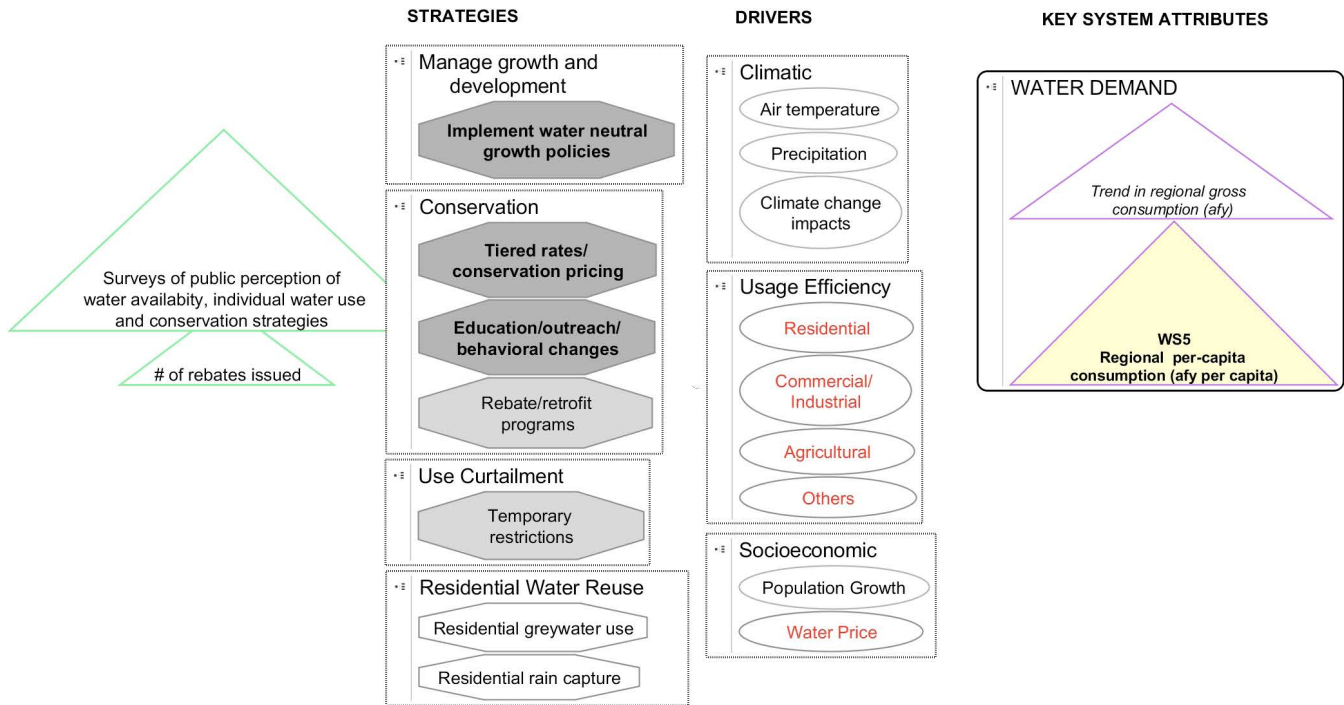 STRATEGIES
DRIVERS
KEY SYSTEM ATTRIBUTES
Surveys of public perception of
water availabity, individual water use
and conservation strategies
# of rebates issued
Manage growth and
development
Implement water neutral
growth policies
Conservation
Tiered rates/
conservation pricing
Education/outreach/
behavioral changes
Rebate/retrofit
programs
Use Curtailment
Temporary
restrictions
Residential Water Reuse
Residential greywater use
Residential rain capture
Climatic
Air temperature
Precipitation
Climate change
impacts
Usage Efficiency
Residential
Commercial/
Industrial
Agricultural
Others
Socioeconomic
Population Growth
Water Price
WATER DEMAND
Trend in regional gross
consumption (afy)
WS5
Regional per-capita
consumption (afy per capita)